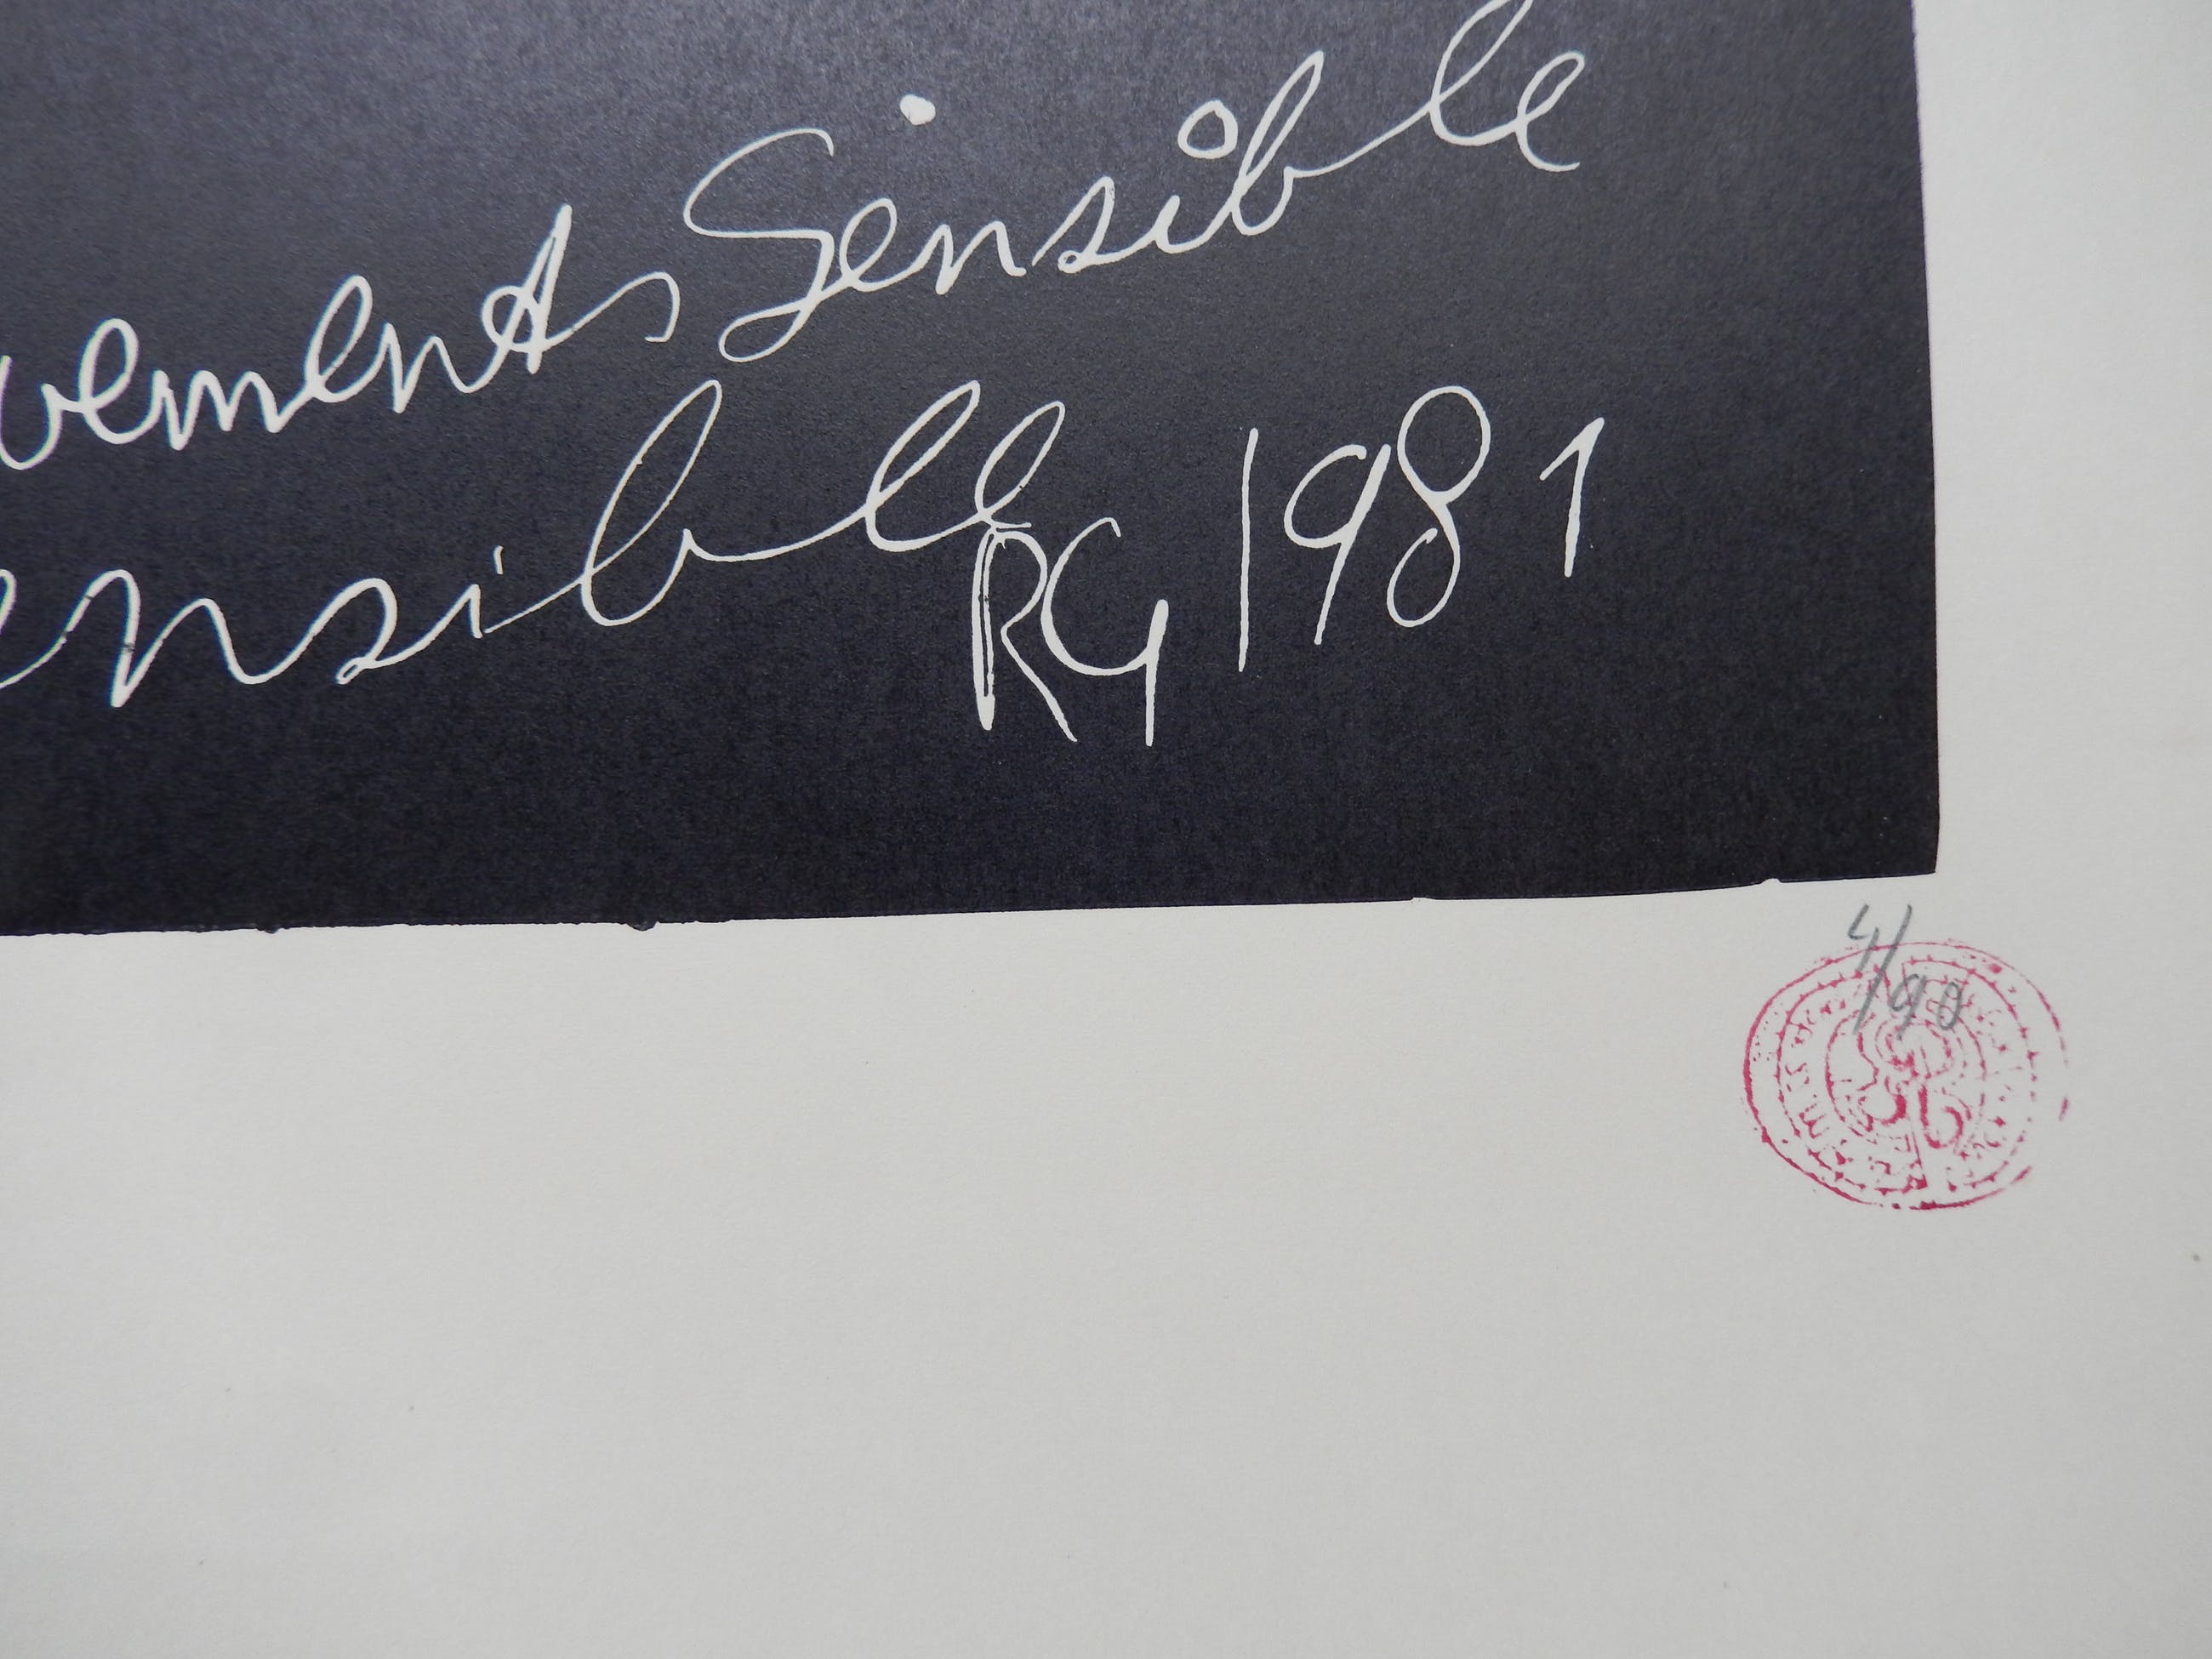 vements Sensible
ensible
RG 1981
4/90